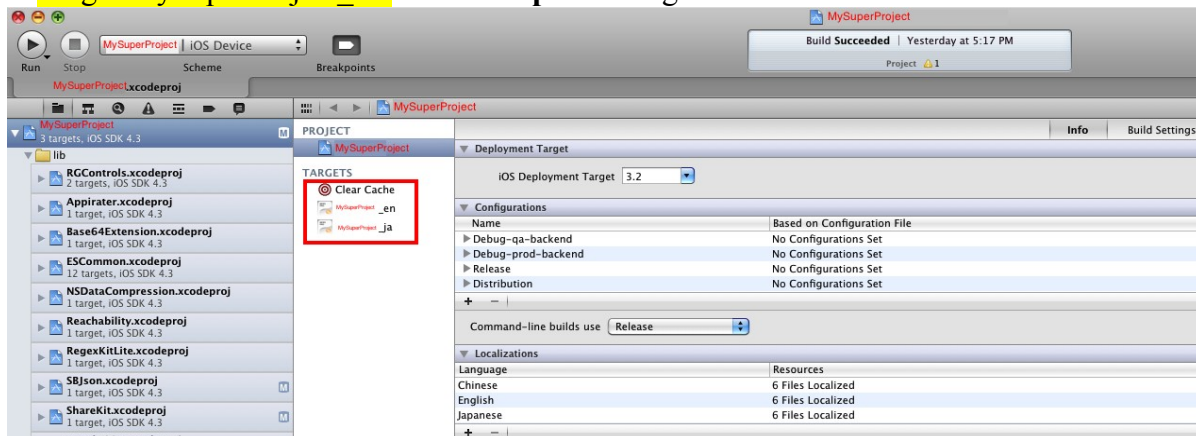 MySuperProject
MySuperProject | iOS Device
Build Succeeded | Yesterday at 5:17 PM
Project 1
Run Stop Scheme Breakpoints
MySuperProject.xcodeproj
MySuperProject
MySuperProject
3 targets, iOS SDK 4.3
M
lib
RGControls.xcodeproj
2 targets, iOS SDK 4.3
Appirater.xcodeproj
1 target, iOS SDK 4.3
Base64Extension.xcodeproj
1 target, iOS SDK 4.3
ESCommon.xcodeproj
12 targets, iOS SDK 4.3
NSDataCompression.xcodeproj
1 target, iOS SDK 4.3
Reachability.xcodeproj
1 target, iOS SDK 4.3
RegexKitLite.xcodeproj
1 target, iOS SDK 4.3
SBJson.xcodeproj
1 target, iOS SDK 4.3
M
ShareKit.xcodeproj
1 target, iOS SDK 4.3
M
PROJECT
MySuperProject
TARGETS
Clear Cache
MySuperProject _en
MySuperProject _ja
Info Build Settings
Deployment Target
iOS Deployment Target 3.2
Configurations
Name Based on Configuration File
Debug-qa-backend No Configurations Set
Debug-prod-backend No Configurations Set
Release No Configurations Set
Distribution No Configurations Set
+ –
Command-line builds use Release
Localizations
Language Resources
Chinese 6 Files Localized
English 6 Files Localized
Japanese 6 Files Localized
+ –